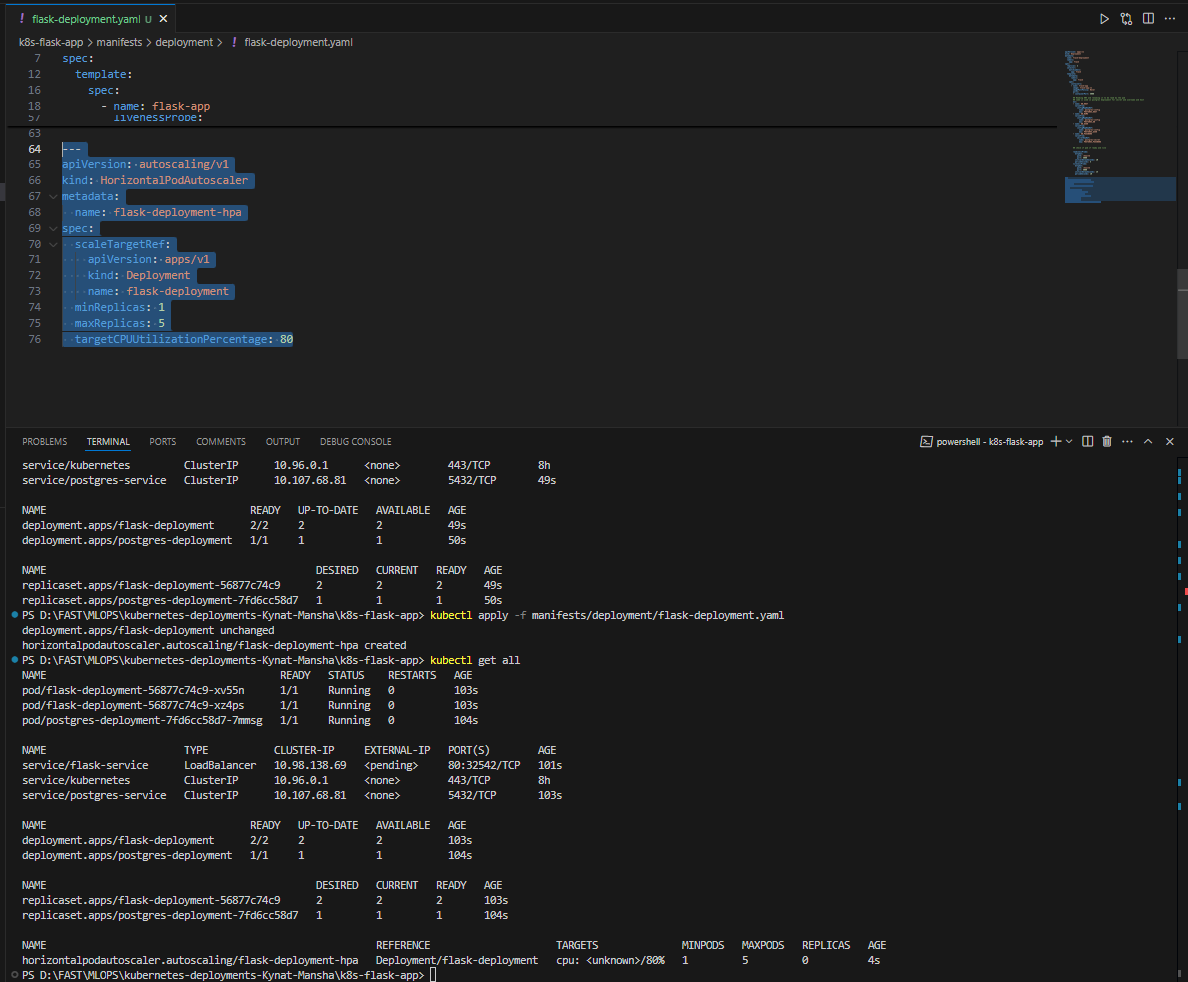 ! flask-deployment.yaml U ×
k8s-flask-app > manifests > deployment > ! flask-deployment.yaml
7 spec:
12 template:
16 spec:
18 - name: flask-app
57 livenessProbe:
63
64 ---
65 apiVersion: autoscaling/v1
66 kind: HorizontalPodAutoscaler
67 metadata:
68 name: flask-deployment-hpa
69 spec:
70 scaleTargetRef:
71 apiVersion: apps/v1
72 kind: Deployment
73 name: flask-deployment
74 minReplicas: 1
75 maxReplicas: 5
76 targetCPUUtilizationPercentage: 80
PROBLEMS TERMINAL PORTS COMMENTS OUTPUT DEBUG CONSOLE powershell - k8s-flask-app
service/kubernetes ClusterIP 10.96.0.1 <none> 443/TCP 8h
service/postgres-service ClusterIP 10.107.68.81 <none> 5432/TCP 49s
NAME READY UP-TO-DATE AVAILABLE AGE
deployment.apps/flask-deployment 2/2 2 2 49s
deployment.apps/postgres-deployment 1/1 1 1 50s
NAME DESIRED CURRENT READY AGE
replicaset.apps/flask-deployment-56877c74c9 2 2 2 49s
replicaset.apps/postgres-deployment-7fd6cc58d7 1 1 1 50s
PS D:\FAST\MLOPS\kubernetes-deployments-Kynat-Mansha\k8s-flask-app> kubectl apply -f manifests/deployment/flask-deployment.yaml
deployment.apps/flask-deployment unchanged
horizontalpodautoscaler.autoscaling/flask-deployment-hpa created
PS D:\FAST\MLOPS\kubernetes-deployments-Kynat-Mansha\k8s-flask-app> kubectl get all
NAME READY STATUS RESTARTS AGE
pod/flask-deployment-56877c74c9-xv55n 1/1 Running 0 103s
pod/flask-deployment-56877c74c9-xz4ps 1/1 Running 0 103s
pod/postgres-deployment-7fd6cc58d7-7mmsg 1/1 Running 0 104s
NAME TYPE CLUSTER-IP EXTERNAL-IP PORT(S) AGE
service/flask-service LoadBalancer 10.98.138.69 <pending> 80:32542/TCP 101s
service/kubernetes ClusterIP 10.96.0.1 <none> 443/TCP 8h
service/postgres-service ClusterIP 10.107.68.81 <none> 5432/TCP 103s
NAME READY UP-TO-DATE AVAILABLE AGE
deployment.apps/flask-deployment 2/2 2 2 103s
deployment.apps/postgres-deployment 1/1 1 1 104s
NAME DESIRED CURRENT READY AGE
replicaset.apps/flask-deployment-56877c74c9 2 2 2 103s
replicaset.apps/postgres-deployment-7fd6cc58d7 1 1 1 104s
NAME REFERENCE TARGETS MINPODS MAXPODS REPLICAS AGE
horizontalpodautoscaler.autoscaling/flask-deployment-hpa Deployment/flask-deployment cpu: <unknown>/80% 1 5 0 4s
PS D:\FAST\MLOPS\kubernetes-deployments-Kynat-Mansha\k8s-flask-app>